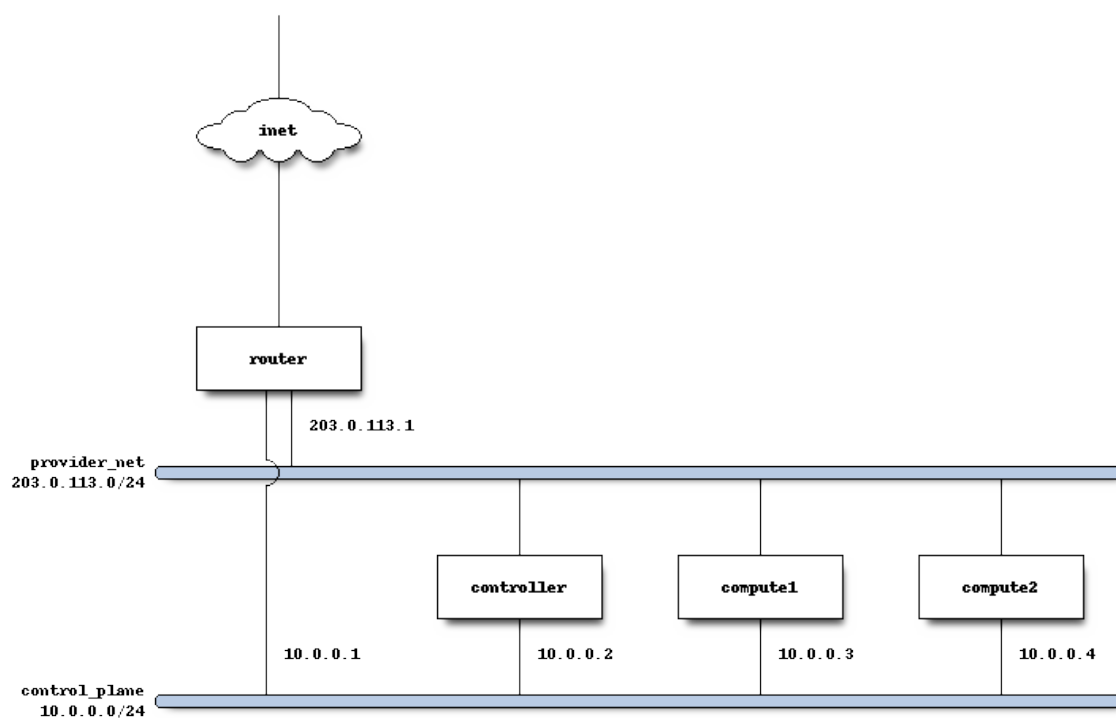 inet
router
203.0.113.1
provider_net
203.0.113.0/24
controller
compute1
compute2
10.0.0.1
10.0.0.2
10.0.0.3
10.0.0.4
control_plane
10.0.0.0/24